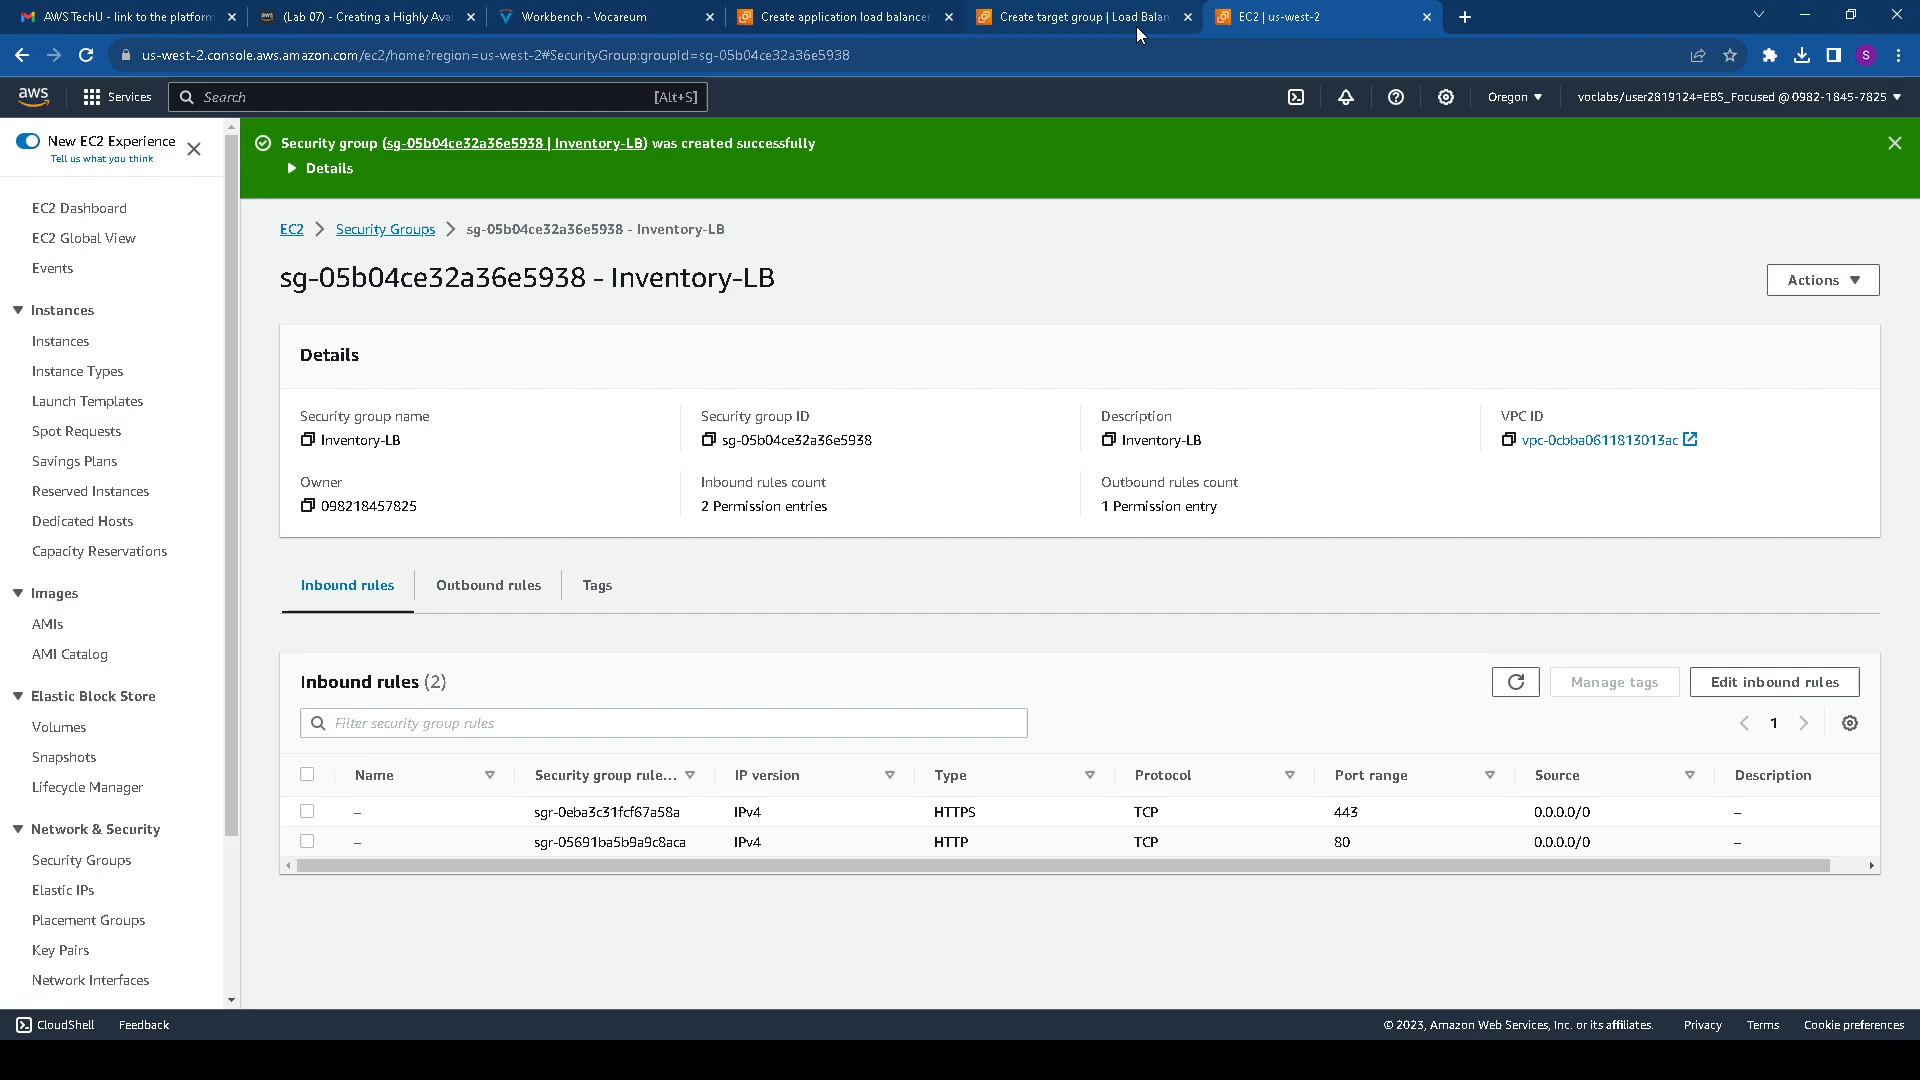 AWS TechU - link to the platform
(Lab 07) - Creating a Highly Ava
Workbench - Vocareum
Create application load balancer
Create target group | Load Balan
EC2 | us-west-2
us-west-2.console.aws.amazon.com/ec2/home?region=us-west-2#SecurityGroup:groupId=sg-05b04ce32a36e5938
S
aws
Services
Search
[Alt+S]
Oregon
voclabs/user2819124=EBS_Focused @ 0982-1845-7825
New EC2 Experience
Tell us what you think
EC2 Dashboard
EC2 Global View
Events
Instances
Instances
Instance Types
Launch Templates
Spot Requests
Savings Plans
Reserved Instances
Dedicated Hosts
Capacity Reservations
Images
AMIs
AMI Catalog
Elastic Block Store
Volumes
Snapshots
Lifecycle Manager
Network & Security
Security Groups
Elastic IPs
Placement Groups
Key Pairs
Network Interfaces
Security group (sg-05b04ce32a36e5938 | Inventory-LB) was created successfully
Details
EC2 > Security Groups > sg-05b04ce32a36e5938 - Inventory-LB
sg-05b04ce32a36e5938 - Inventory-LB
Actions
Details
Security group name
Inventory-LB
Security group ID
sg-05b04ce32a36e5938
Description
Inventory-LB
VPC ID
vpc-0cbba0611813013ac
Owner
098218457825
Inbound rules count
2 Permission entries
Outbound rules count
1 Permission entry
Inbound rules
Outbound rules
Tags
Inbound rules (2)
Manage tags
Edit inbound rules
Filter security group rules
1
Name Security group rule... IP version Type Protocol Port range Source Description
– sgr-0eba3c31fcf67a58a IPv4 HTTPS TCP 443 0.0.0.0/0 –
– sgr-05691ba5b9a9c8aca IPv4 HTTP TCP 80 0.0.0.0/0 –
CloudShell
Feedback
© 2023, Amazon Web Services, Inc. or its affiliates.
Privacy
Terms
Cookie preferences